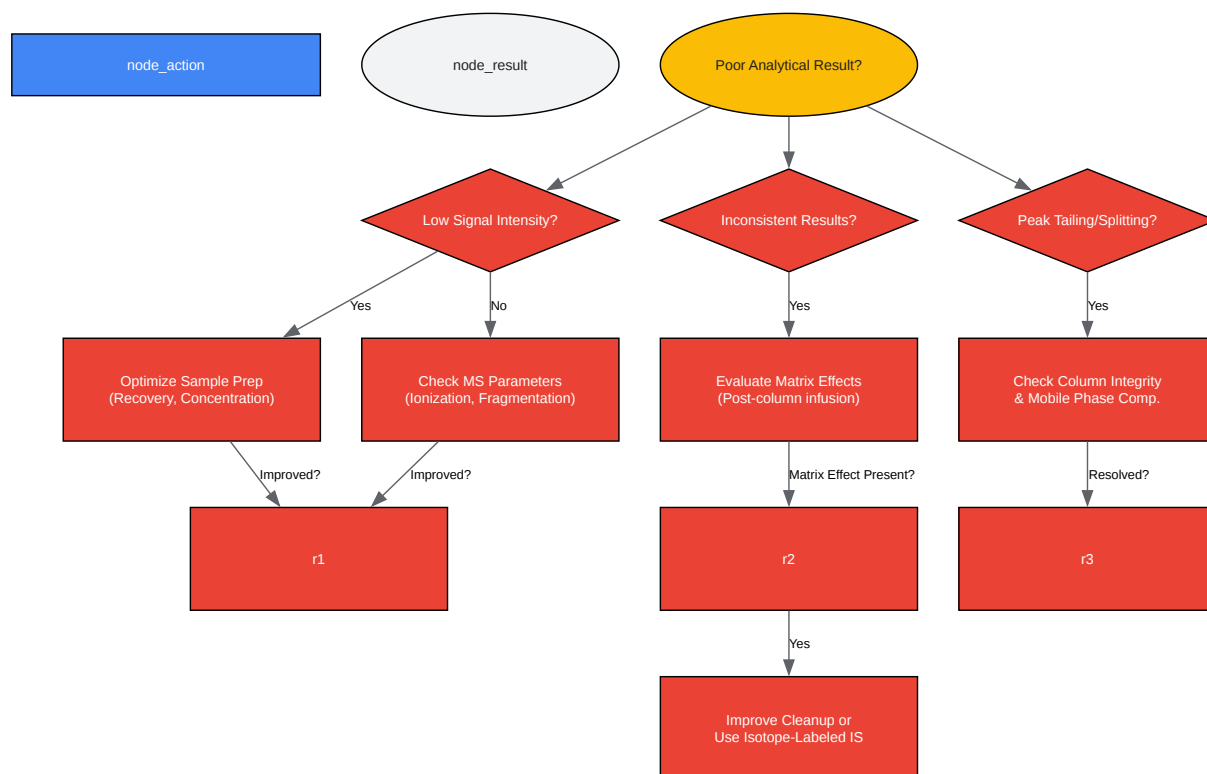 node_action
node_result
Poor Analytical Result?
Low Signal Intensity?
Inconsistent Results?
Peak Tailing/Splitting?
Yes
No
Yes
Yes
Optimize Sample Prep
(Recovery, Concentration)
Check MS Parameters
(Ionization, Fragmentation)
Evaluate Matrix Effects
(Post-column infusion)
Check Column Integrity
& Mobile Phase Comp.
Improved?
Improved?
Matrix Effect Present?
Resolved?
r1
r2
r3
Yes
Improve Cleanup or
Use Isotope-Labeled IS